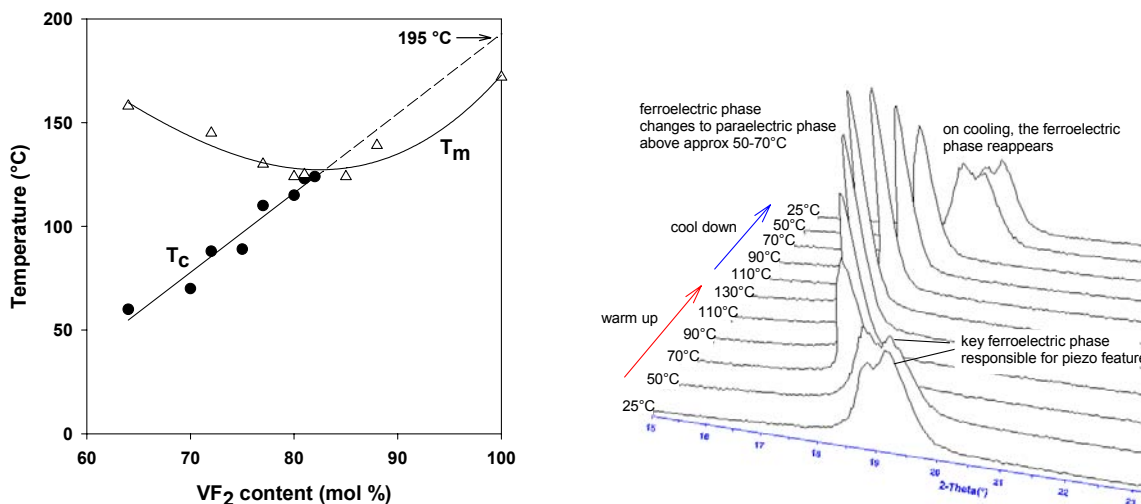 200
150
100
50
0
Temperature (°C)
195 °C
Tm
Tc
60
70
80
90
100
VF2 content (mol %)
ferroelectric phase
changes to paraelectric phase
above approx 50-70°C
on cooling, the ferroelectric
phase reappears
25°C
50°C
cool down
70°C
90°C
110°C
130°C
warm up
110°C
90°C
70°C
50°C
25°C
key ferroelectric phase
responsible for piezo feature
15
16
17
18
19
20
21
22
23
2-Theta(°)